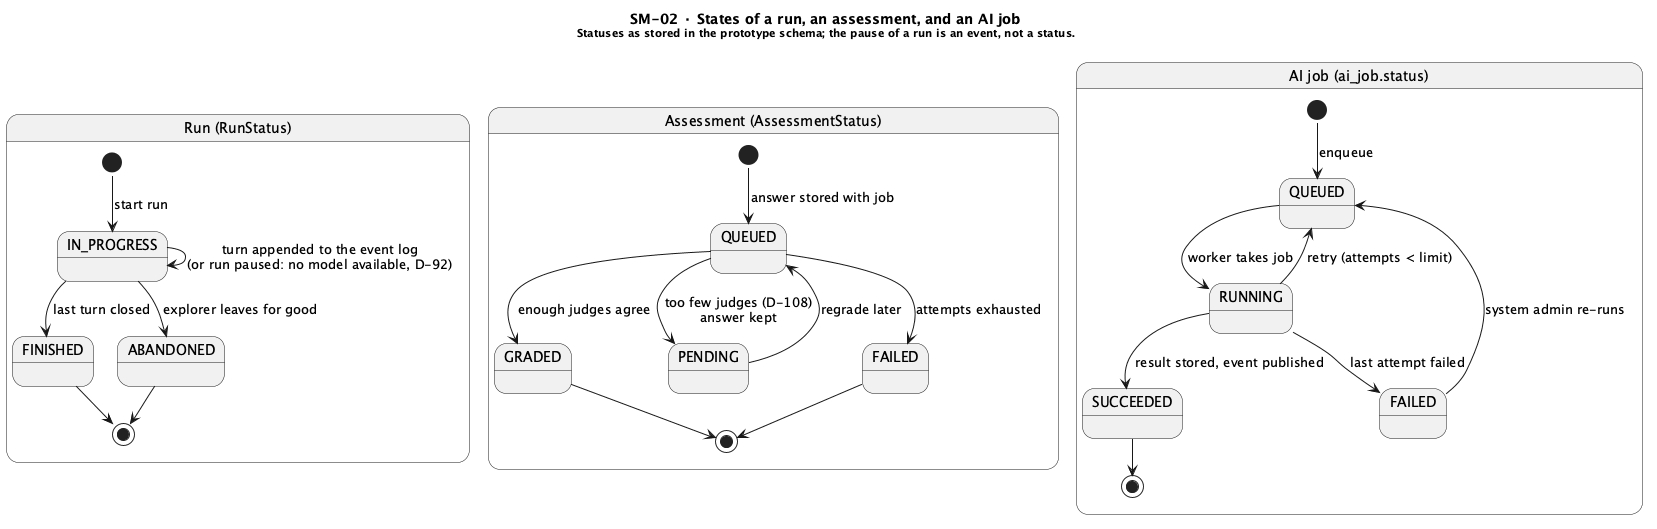 SM-02 · States of a run, an assessment, and an AI job
Statuses as stored in the prototype schema; the pause of a run is an event, not a status.
Run (RunStatus)
start run
IN_PROGRESS
turn appended to the event log
(or run paused: no model available, D-92)
last turn closed
explorer leaves for good
FINISHED
ABANDONED
Assessment (AssessmentStatus)
answer stored with job
QUEUED
enough judges agree
too few judges (D-108)
answer kept
regrade later
attempts exhausted
GRADED
PENDING
FAILED
AI job (ai_job.status)
enqueue
QUEUED
worker takes job
retry (attempts < limit)
RUNNING
system admin re-runs
result stored, event published
last attempt failed
SUCCEEDED
FAILED